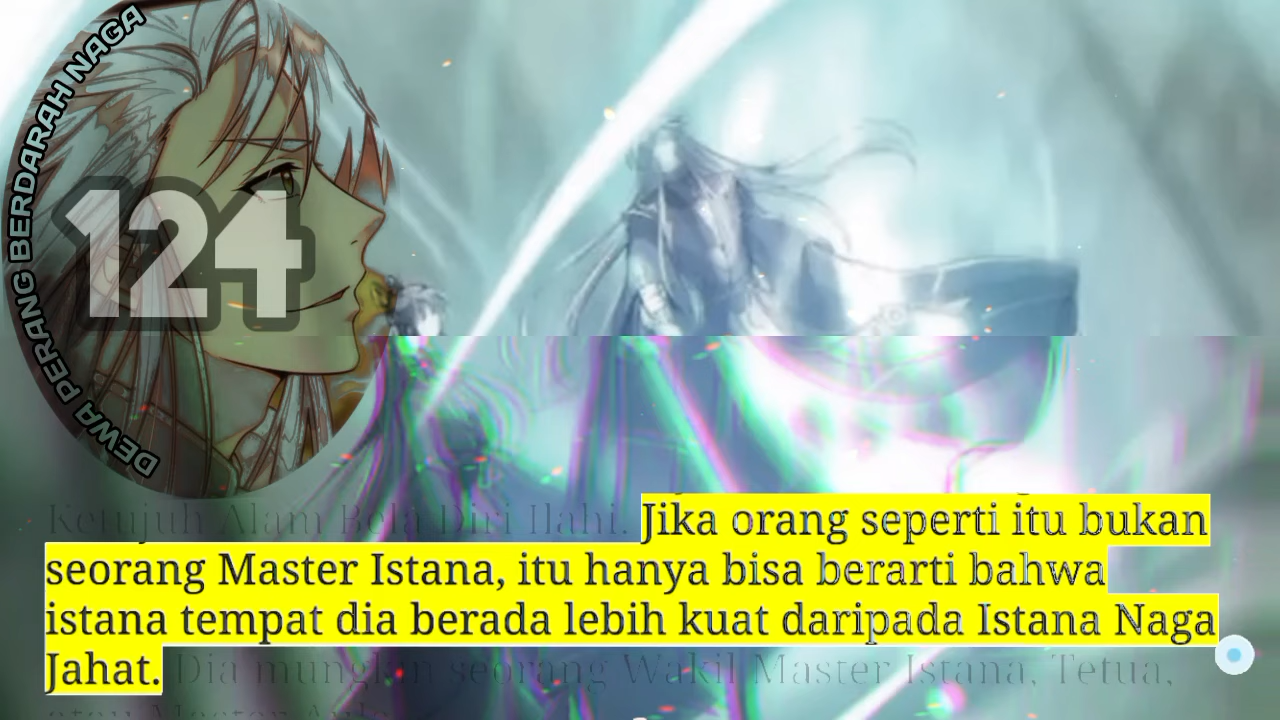 DEWA PERANG BERDARAH NAGA
124
Ketujuh Alam Bela Diri Ilahi. Jika orang seperti itu bukan
seorang Master Istana, itu hanya bisa berarti bahwa
istana tempat dia berada lebih kuat daripada Istana Naga
Jahat. Dia mungkin seorang Wakil Master Istana, Tetua,